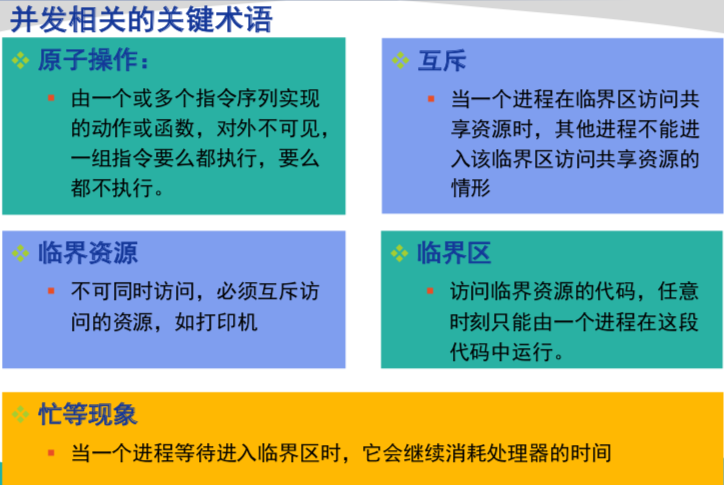 并发相关的关键术语
原子操作：
由一个或多个指令序列实现
的动作或函数，对外不可见，
一组指令要么都执行，要么
都不执行。
互斥
当一个进程在临界区访问共
享资源时，其他进程不能进
入该临界区访问共享资源的
情形
临界资源
不可同时访问，必须互斥访
问的资源，如打印机
临界区
访问临界资源的代码，任意
时刻只能由一个进程在这段
代码中运行。
忙等现象
当一个进程等待进入临界区时，它会继续消耗处理器的时间